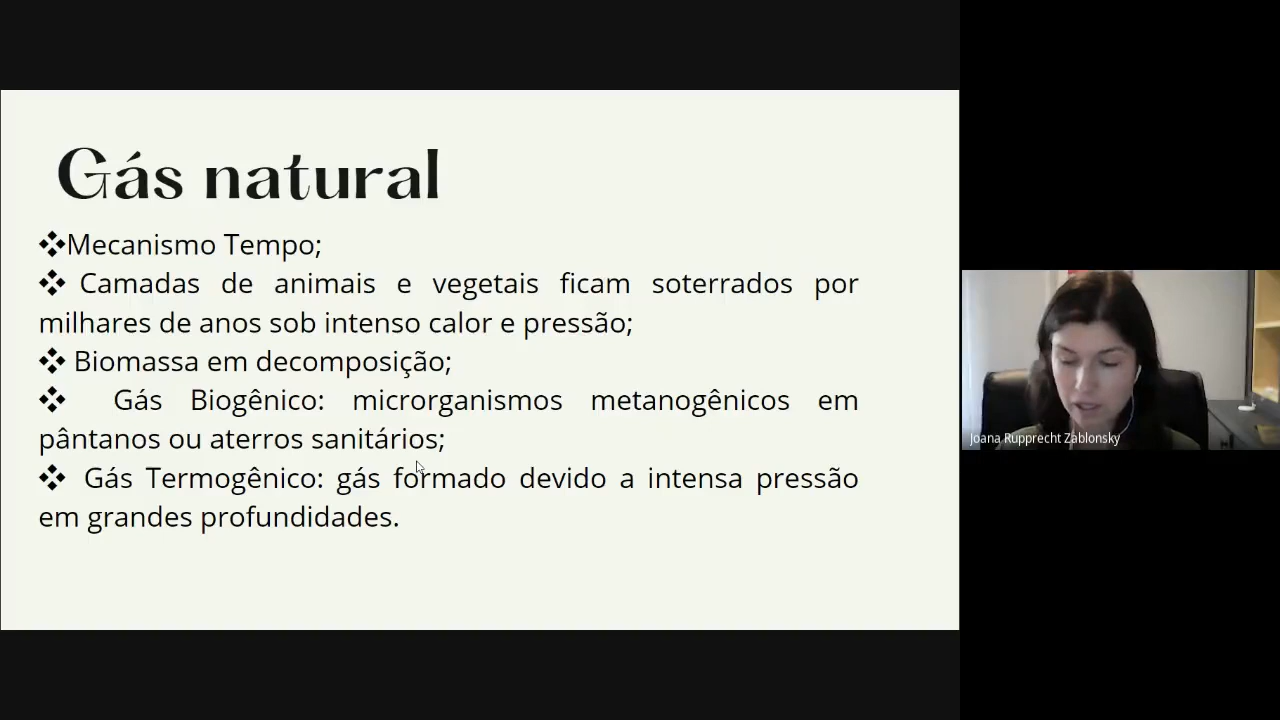 Gás natural
❖Mecanismo Tempo;
❖ Camadas de animais e vegetais ficam soterrados por
milhares de anos sob intenso calor e pressão;
❖ Biomassa em decomposição;
❖ Gás Biogênico: microrganismos metanogênicos em
pântanos ou aterros sanitários;
❖ Gás Termogênico: gás formado devido a intensa pressão
em grandes profundidades.
Joana Rupprecht Zablonsky